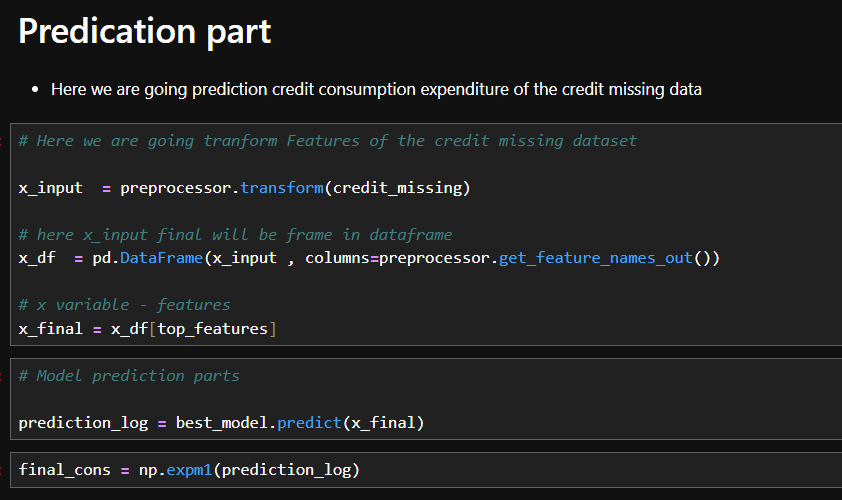 Predication part
• Here we are going prediction credit consumption expenditure of the credit missing data
# Here we are going tranform Features of the credit missing dataset
x_input  = preprocessor.transform(credit_missing)
# here x_input final will be frame in dataframe
x_df  = pd.DataFrame(x_input , columns=preprocessor.get_feature_names_out())
# x variable - features
x_final = x_df[top_features]
# Model prediction parts
prediction_log = best_model.predict(x_final)
final_cons = np.expm1(prediction_log)